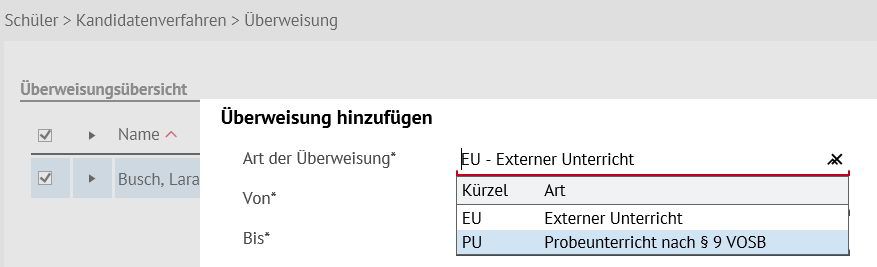 Schüler > Kandidatenverfahren > Überweisung
Überweisungsübersicht
Überweisung hinzufügen
Name
Art der Überweisung* EU - Externer Unterricht
Busch, Lara
Von*
Kürzel Art
EU Externer Unterricht
Bis*
PU Probeunterricht nach § 9 VOSB